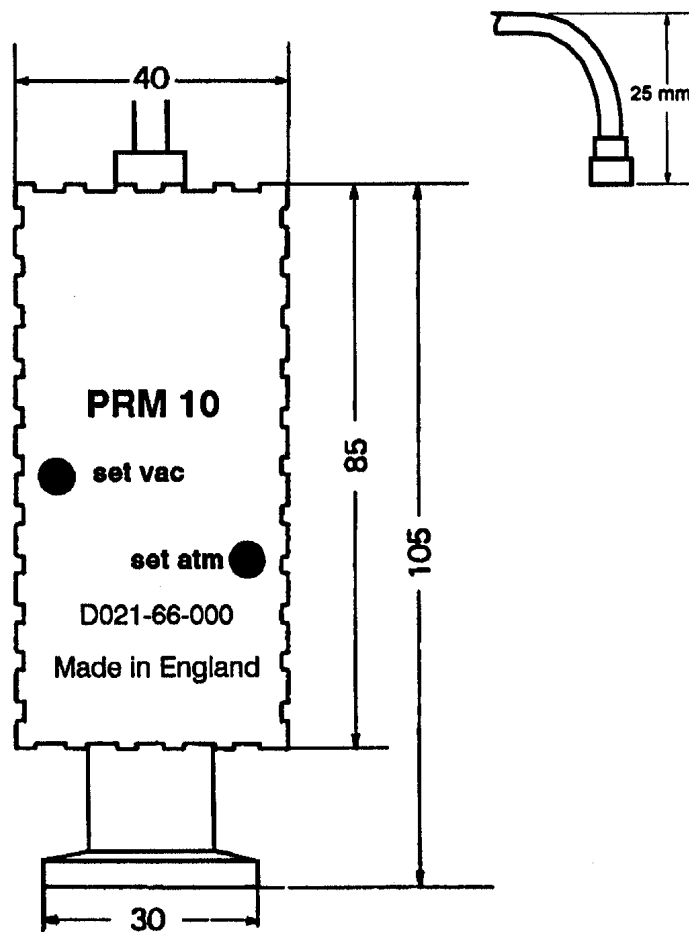 40
25 mm
PRM 10
set vac
85
set atm
105
D021-66-000
Made in England
30